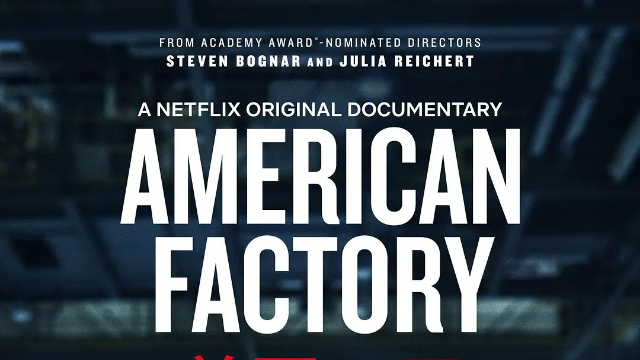 FROM ACADEMY AWARD®-NOMINATED DIRECTORS
STEVEN BOGNAR AND JULIA REICHERT
A NETFLIX ORIGINAL DOCUMENTARY
AMERICAN
FACTORY